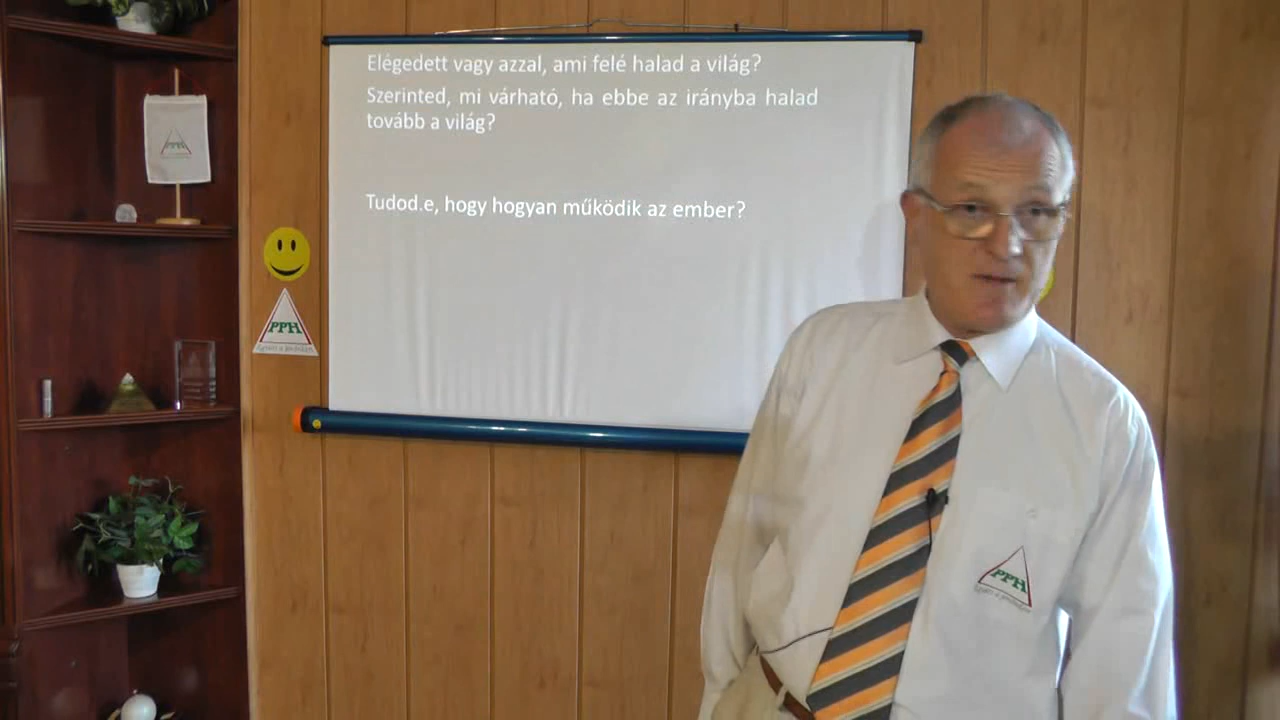 Elégedett vagy azzal, ami felé halad a világ?
Szerinted, mi várható, ha ebbe az irányba halad
tovább a világ?
Tudod.e, hogy hogyan működik az ember?
PPH
PPH
PPH